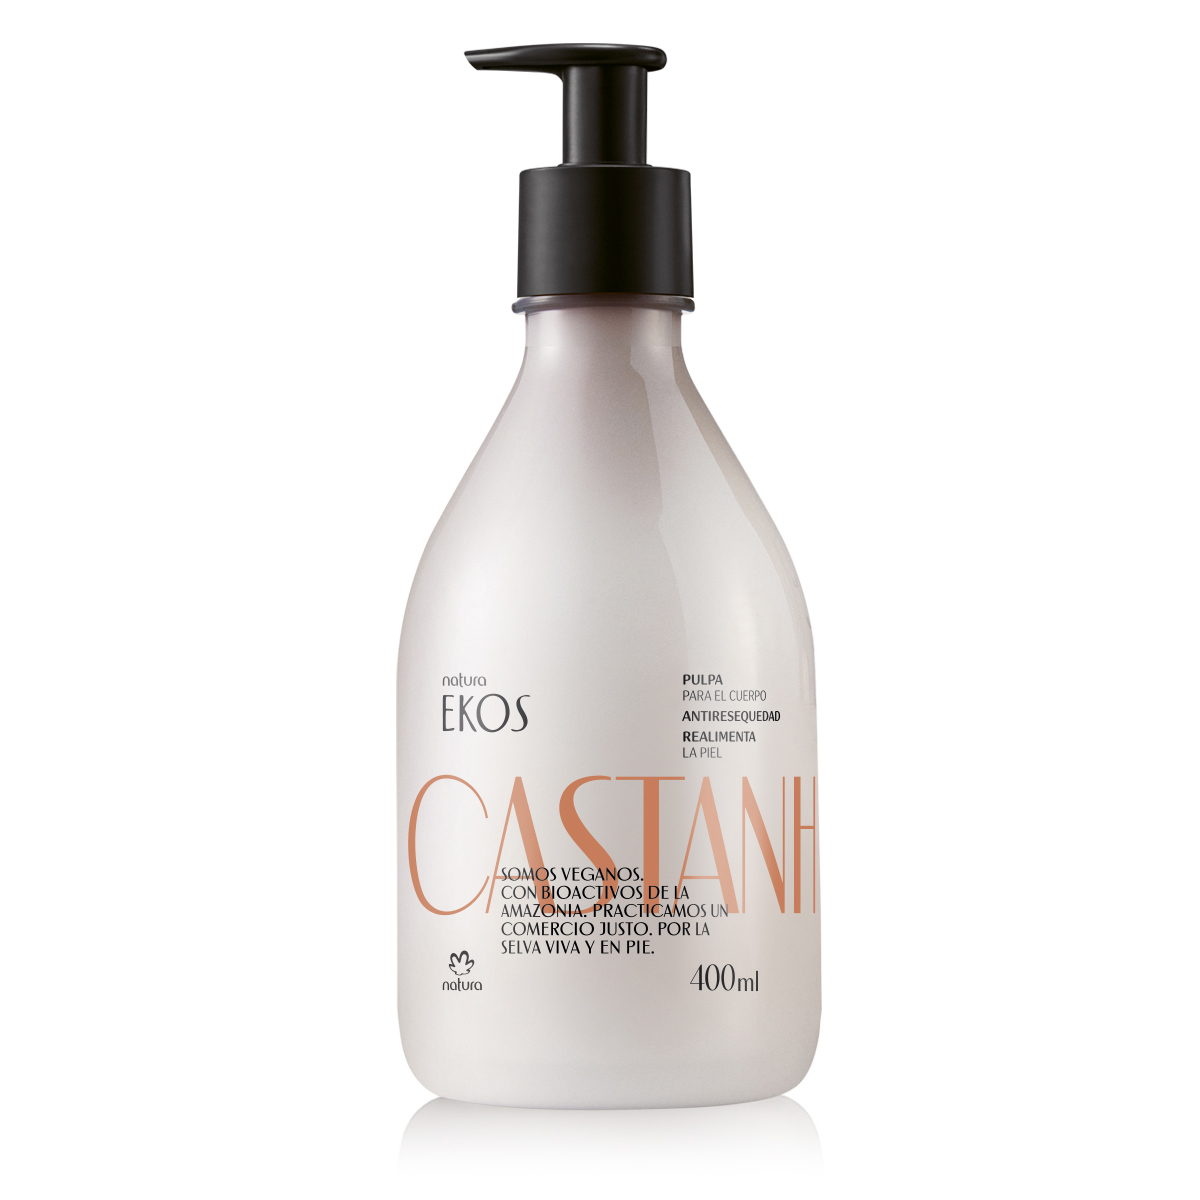 natura
EKOS
PULPA
PARA EL CUERPO
ANTIRESEQUEDAD
REALIMENTA
LA PIEL
CASTANH
SOMOS VEGANOS.
CON BIOACTIVOS DE LA
AMAZONIA. PRACTICAMOS UN
COMERCIO JUSTO. POR LA
SELVA VIVA Y EN PIE.
natura
400ml